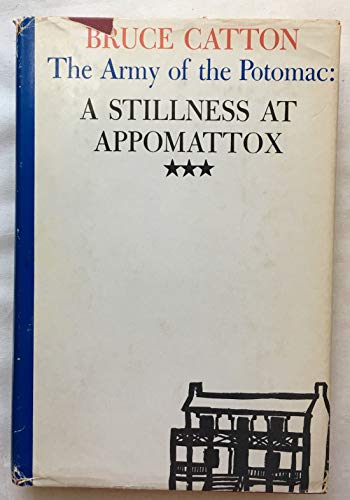 BRUCE CATTON
The Army of the Potomac:
A STILLNESS AT
APPOMATTOX
★★★